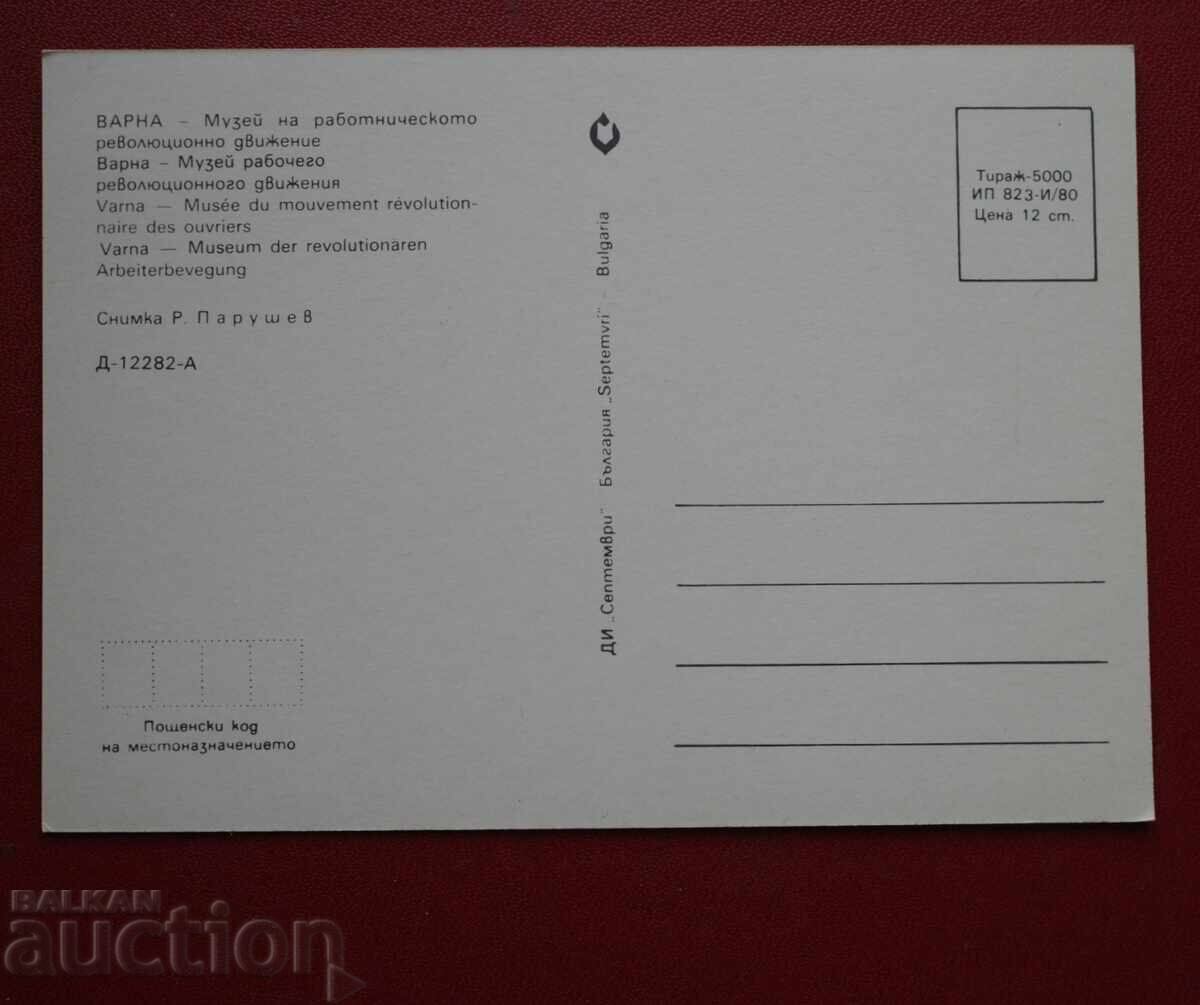 ВАРНА – Музей на работническото
революционно движение
Варна – Музей рабочего
революционного движения
Varna — Musée du mouvement révolution-
naire des ouvriers
Varna — Museum der revolutionären
Arbeiterbevegung
Снимка Р. Парушев
Д-12282-А
Пощенски код
на местоназначението
ДИ „Септември" България „Septemvri" - Bulgaria
Тираж-5000
ИП 823-И/80
Цена 12 ст.
BALKAN
auction